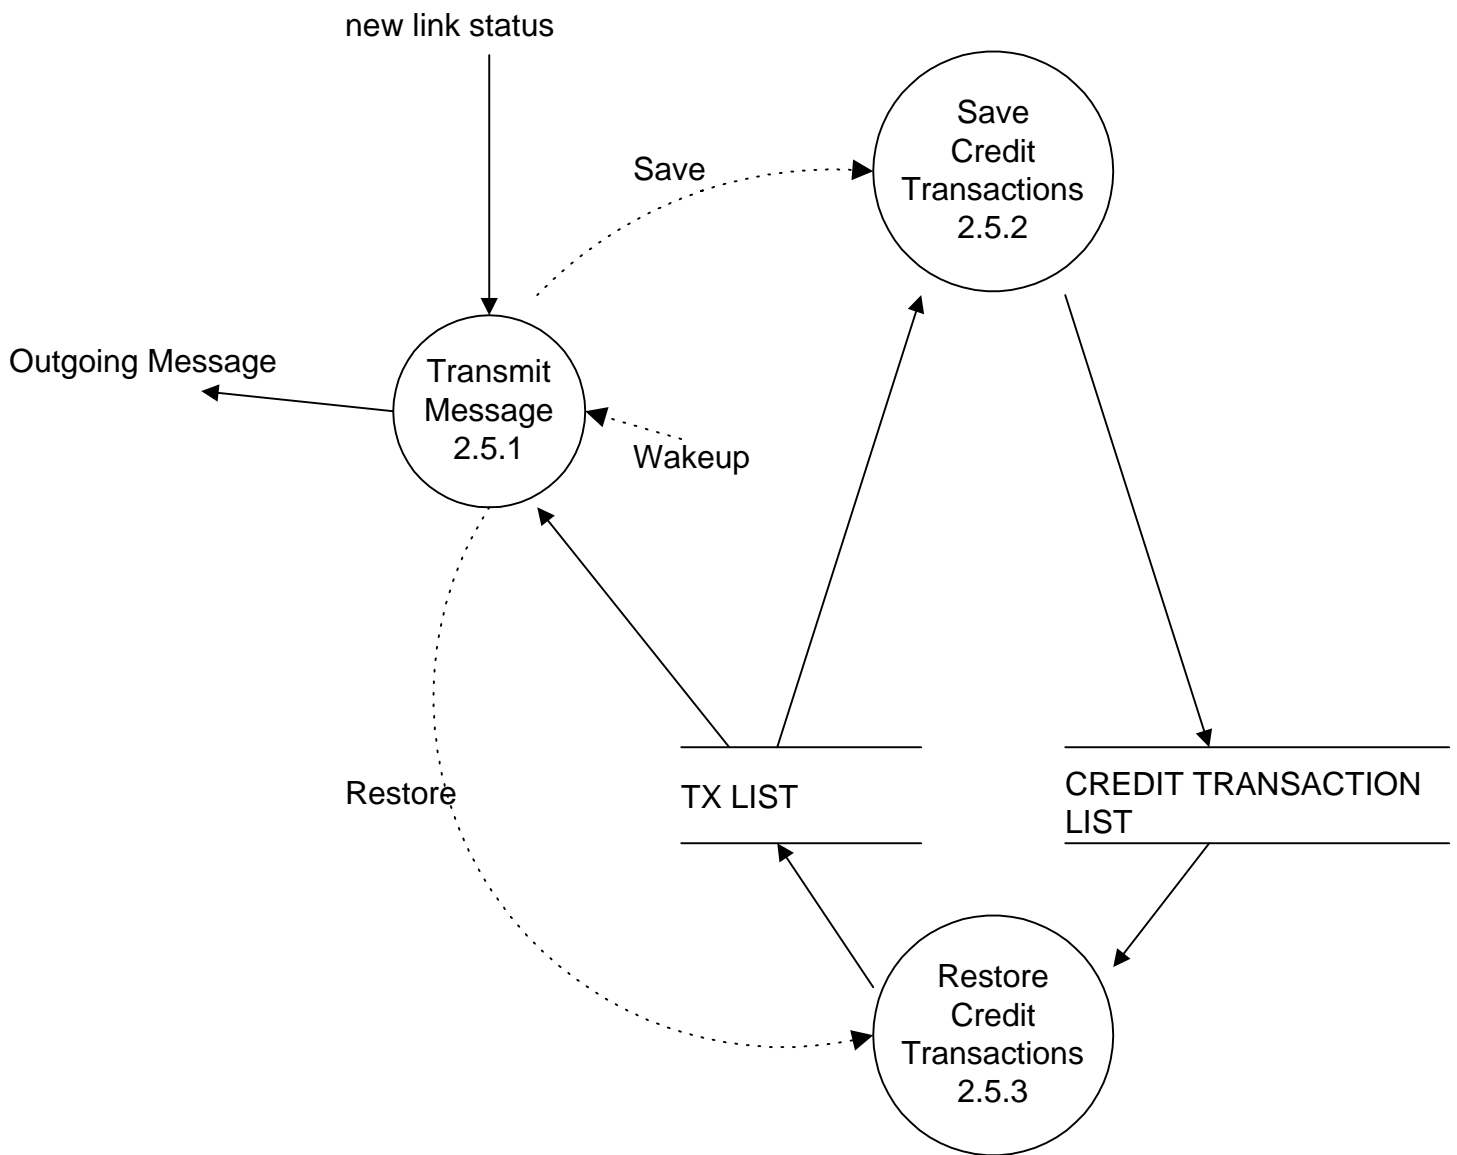 new link status
Save
Credit
Transactions
2.5.2
Save
Outgoing Message
Transmit
Message
2.5.1
Wakeup
Restore
TX LIST
CREDIT TRANSACTION
LIST
Restore
Credit
Transactions
2.5.3